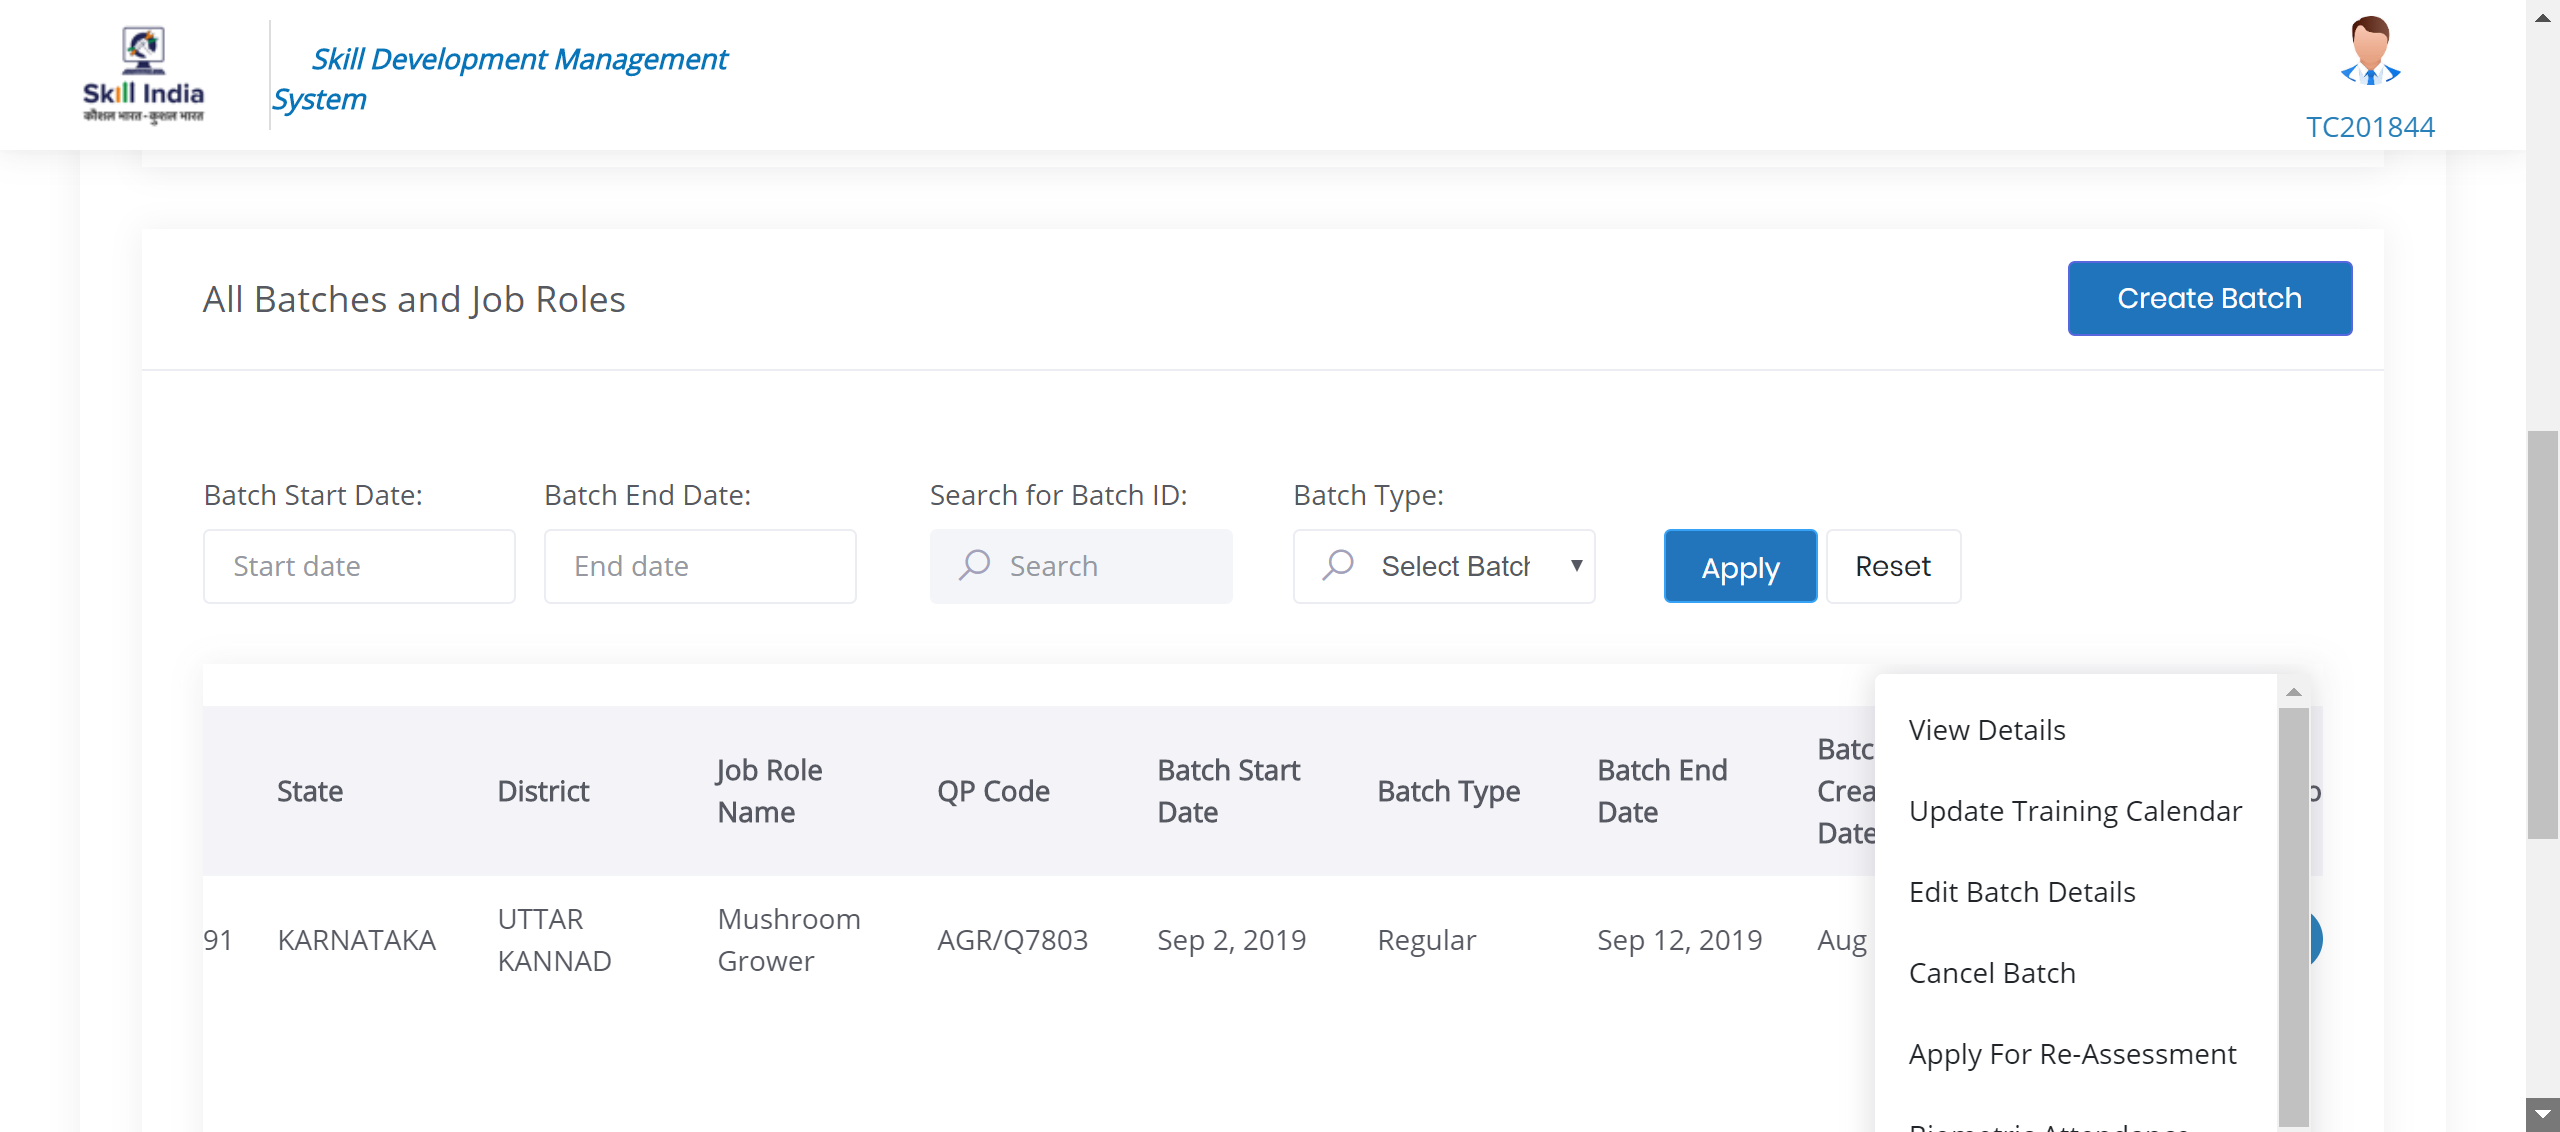 Skill India
कौशल भारत - कुशल भारत
Skill Development Management
System
TC201844
All Batches and Job Roles
Create Batch
Batch Start Date:
Batch End Date:
Search for Batch ID:
Batch Type:
Start date
End date
Search
Select Batch
Apply
Reset
State
District
Job Role
Name
QP Code
Batch Start
Date
Batch Type
Batch End
Date
Batc
Crea
Date
91
KARNATAKA
UTTAR
KANNAD
Mushroom
Grower
AGR/Q7803
Sep 2, 2019
Regular
Sep 12, 2019
Aug
View Details
Update Training Calendar
Edit Batch Details
Cancel Batch
Apply For Re-Assessment
Biometric Attendance